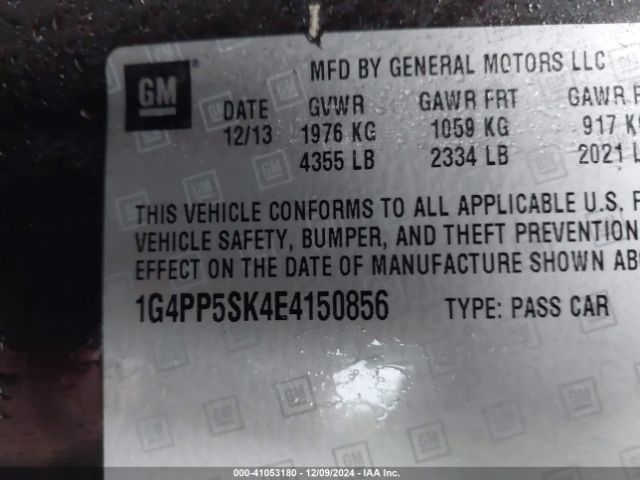 GM ®
MFD BY GENERAL MOTORS LLC
DATE GVWR GAWR FRT GAWR
12/13 1976 KG 1059 KG 917
4355 LB 2334 LB 2021
THIS VEHICLE CONFORMS TO ALL APPLICABLE U.S.
VEHICLE SAFETY, BUMPER, AND THEFT PREVENTION
EFFECT ON THE DATE OF MANUFACTURE SHOWN
1G4PP5SK4E4150856 TYPE: PASS CAR
000-41053180 - 12/09/2024 - IAA Inc.